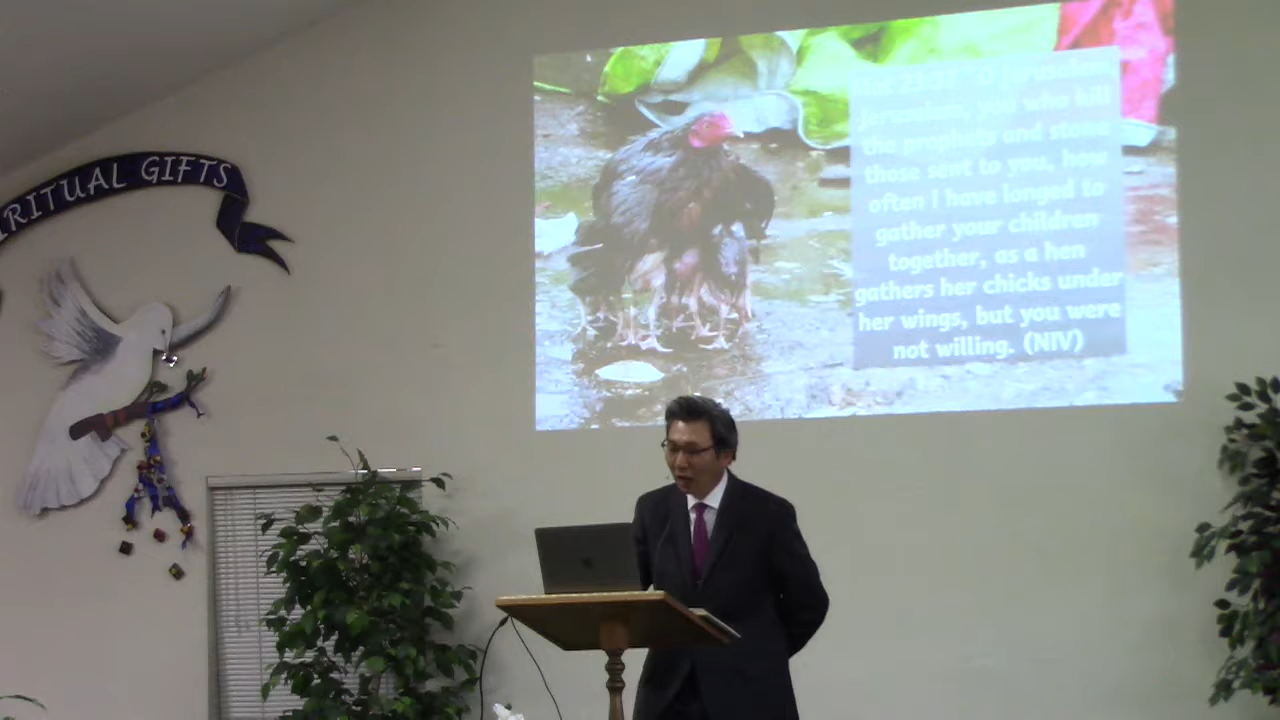 RITUAL GIFTS
Jerusalem, you who kill
the prophets and stone
those sent to you, how
often I have longed to
gather your children
together, as a hen
gathers her chicks under
her wings, but you were
not willing. (NIV)